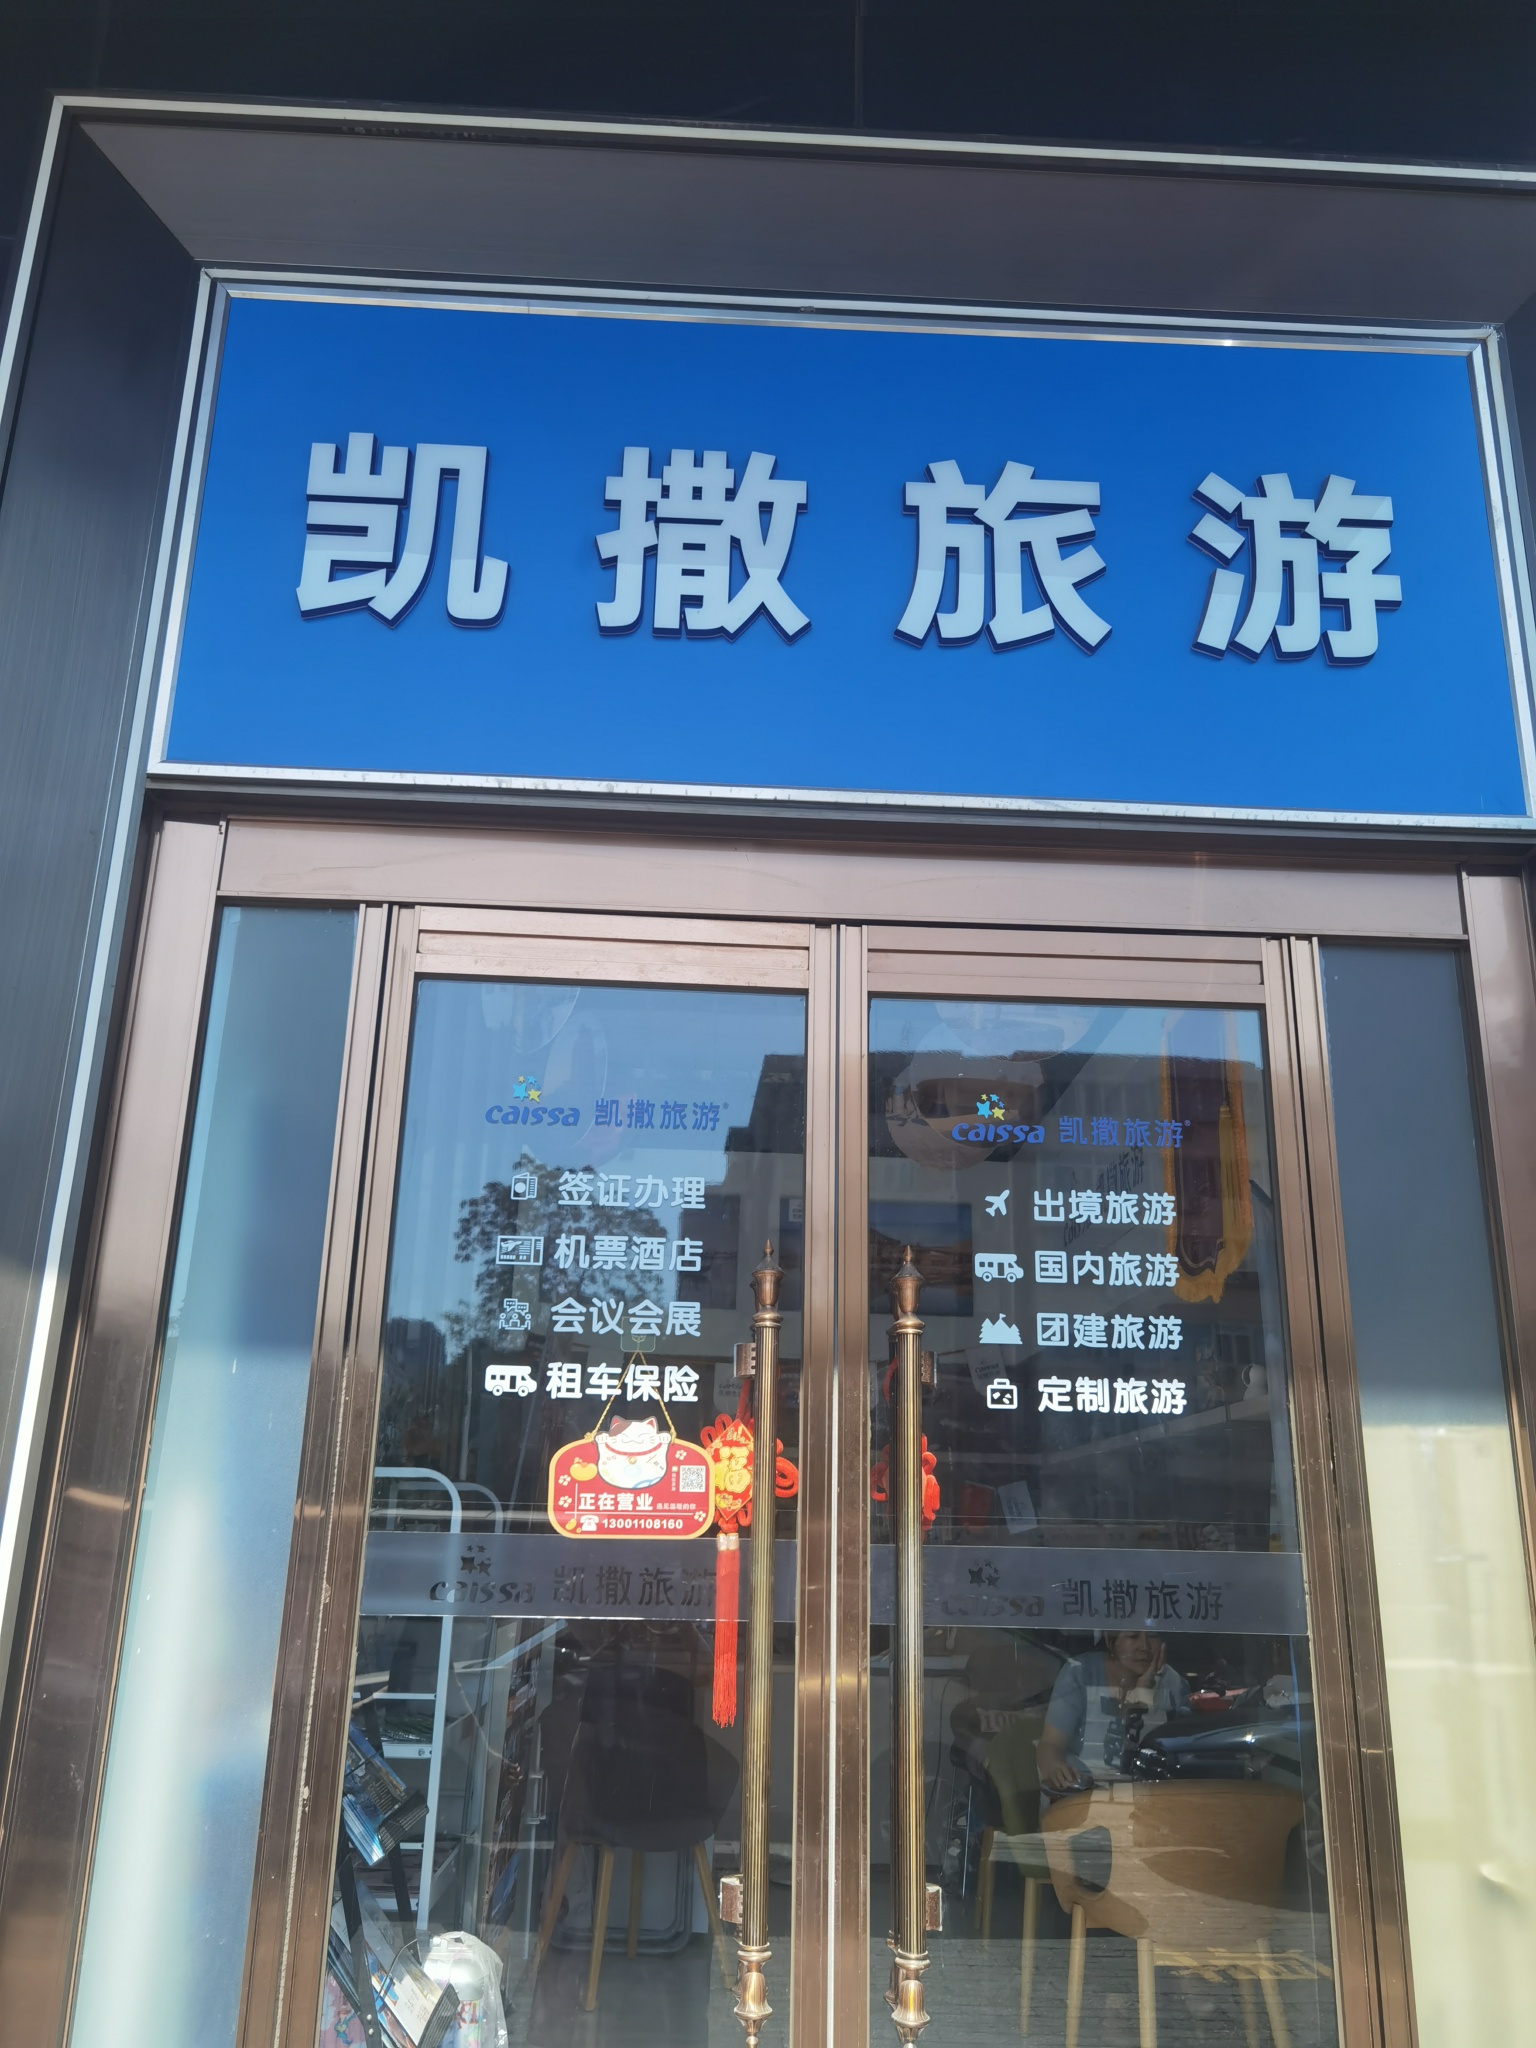 凯撒旅游
caissa 凯撒旅游
签证办理
机票酒店
会议会展
租车保险
福
正在营业
13001108160
caissa 凯撒旅游
caissa 凯撒旅游
出境旅游
国内旅游
团建旅游
定制旅游
caissa 凯撒旅游